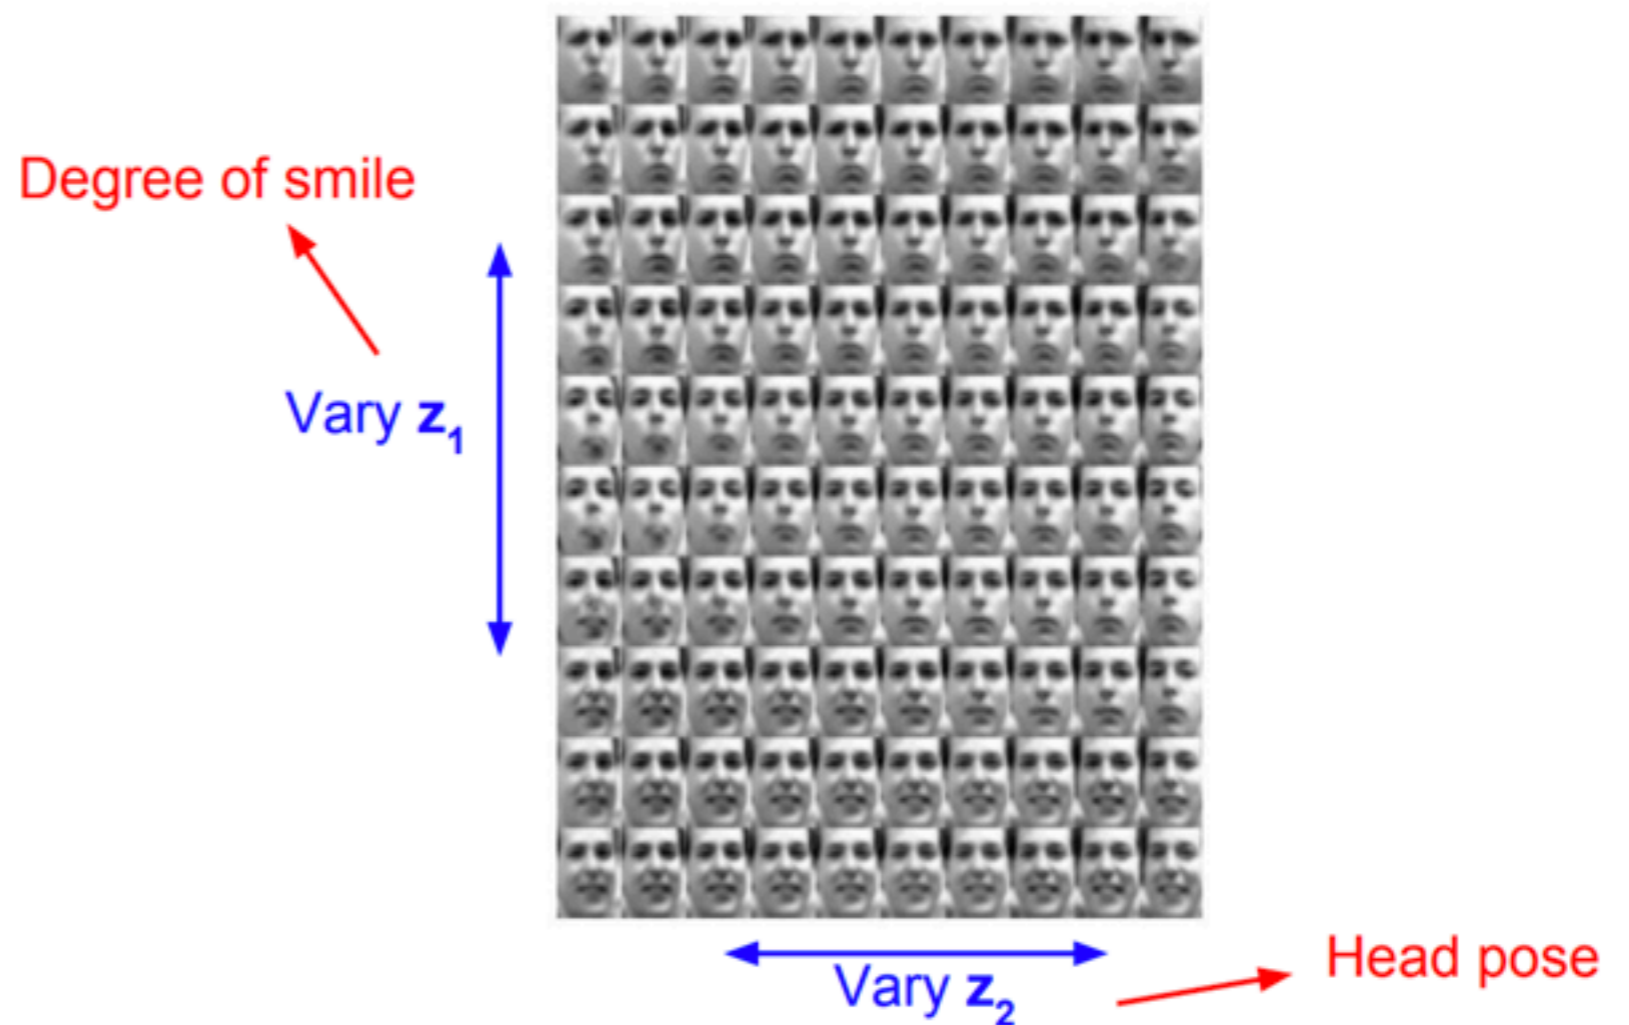 Degree of smile
Vary z₁
Vary z₂
Head pose